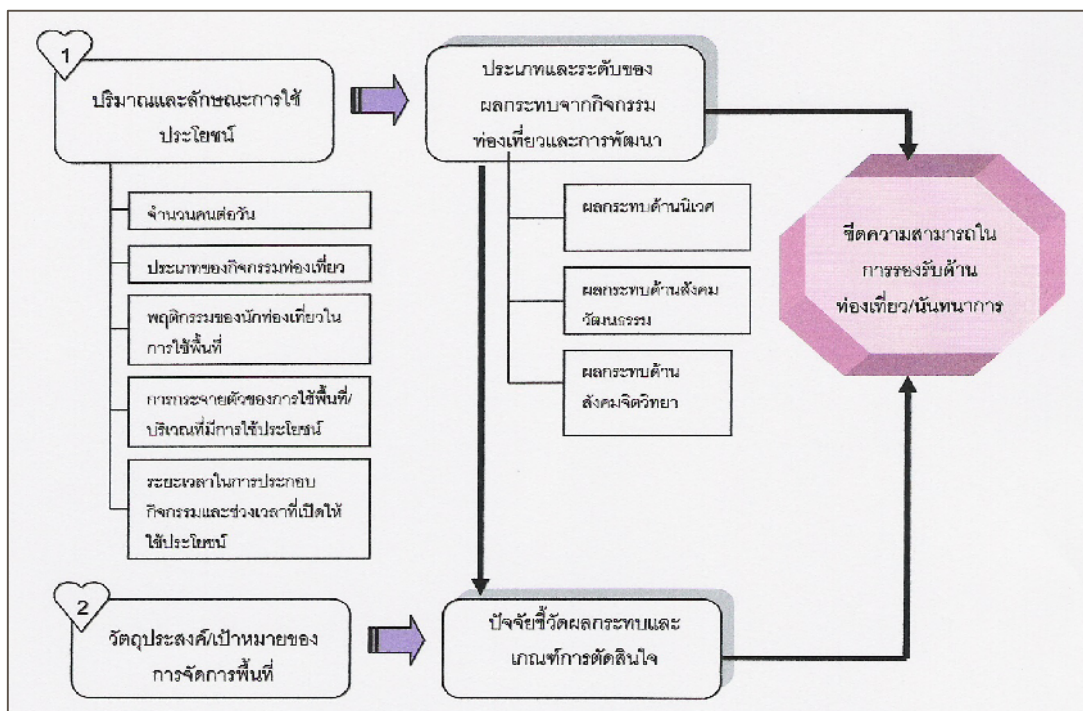 1
ปริมาณและลักษณะการใช้
ประโยชน์
จำนวนคนต่อวัน
ประเภทของกิจกรรมท่องเที่ยว
พฤติกรรมของนักท่องเที่ยวใน
การใช้พื้นที่
การกระจายตัวของการใช้พื้นที่/
บริเวณที่มีการใช้ประโยชน์
ระยะเวลาในการประกอบ
กิจกรรมและช่วงเวลาที่เปิดให้
ใช้ประโยชน์
ประเภทและระดับของ
ผลกระทบจากกิจกรรม
ท่องเที่ยวและการพัฒนา
ผลกระทบด้านนิเวศ
ผลกระทบด้านสังคม
วัฒนธรรม
ผลกระทบด้าน
สังคมจิตวิทยา
ขีดความสามารถใน
การรองรับด้าน
ท่องเที่ยว/นันทนาการ
2
วัตถุประสงค์/เป้าหมายของ
การจัดการพื้นที่
ปัจจัยชี้วัดผลกระทบและ
เกณฑ์การตัดสินใจ